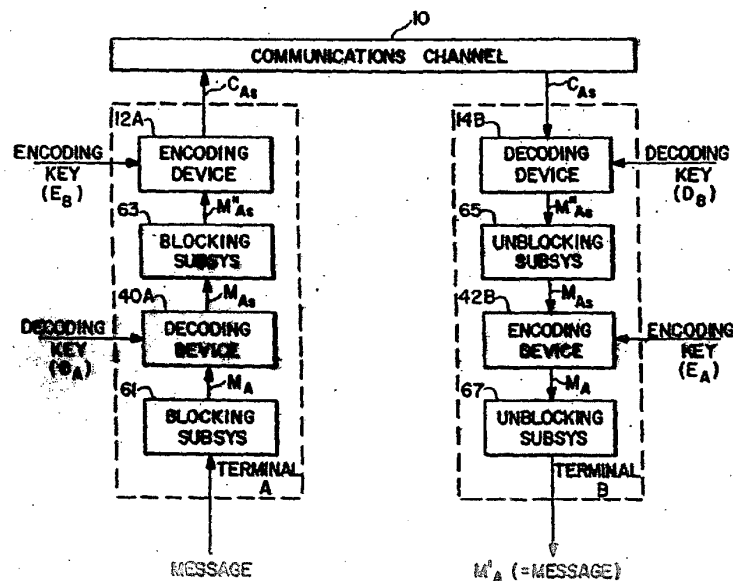 10
COMMUNICATIONS CHANNEL
C_As
C_As
12A
ENCODING DEVICE
ENCODING KEY (E_B)
14B
DECODING DEVICE
DECODING KEY (D_B)
M"_As
M"_As
63
BLOCKING SUBSYS
65
UNBLOCKING SUBSYS
M_As
M_As
40A
DECODING DEVICE
DECODING KEY (D_A)
42B
ENCODING DEVICE
ENCODING KEY (E_A)
M_A
M_A
61
BLOCKING SUBSYS
67
UNBLOCKING SUBSYS
TERMINAL A
TERMINAL B
MESSAGE
M'_A (=MESSAGE)